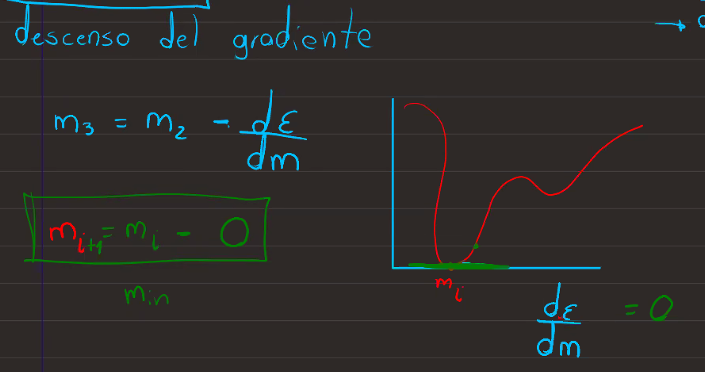 descenso del gradiente
m₃ = m₂ - dε/dm
mᵢ₊₁ = mᵢ - 0
min
mᵢ
dε/dm = 0